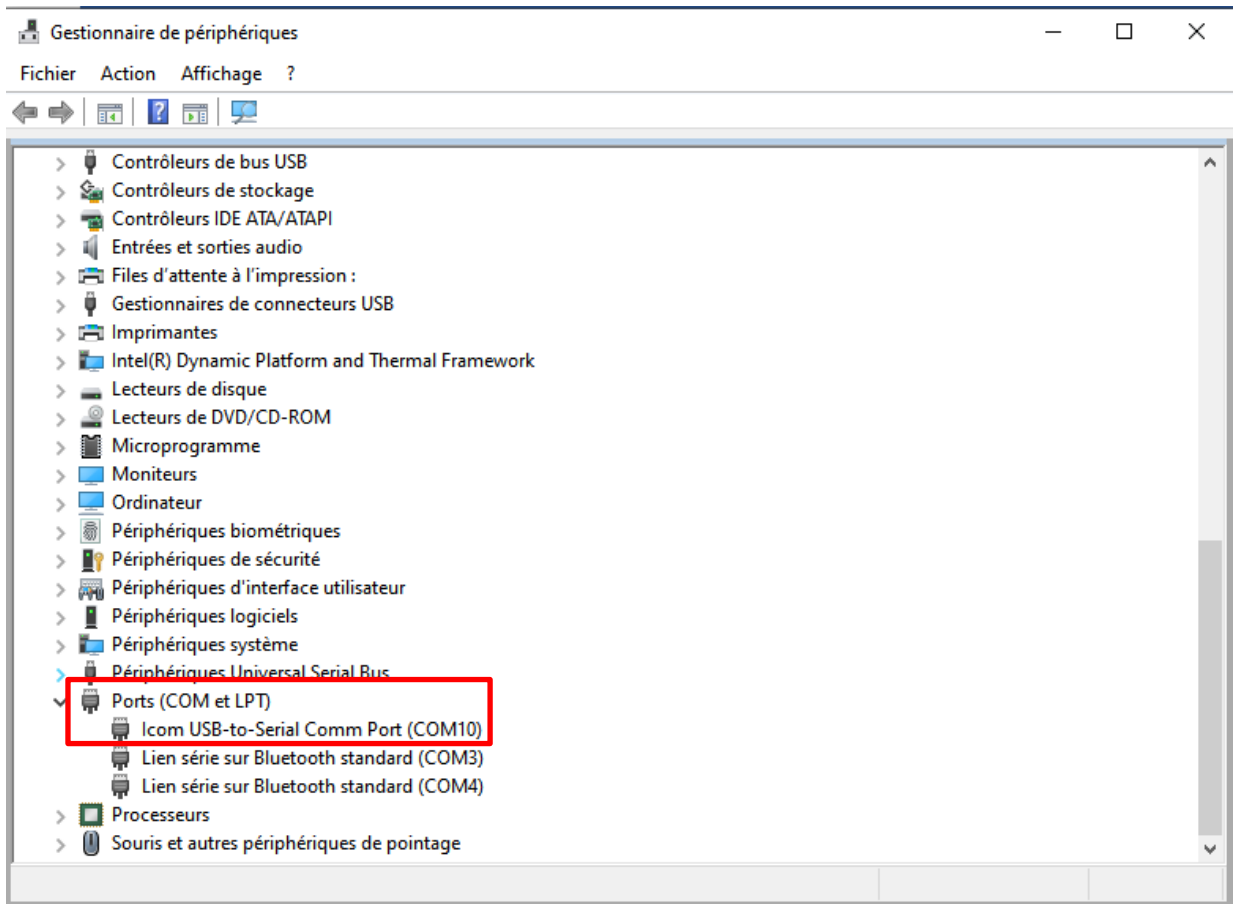 Gestionnaire de périphériques
Fichier Action Affichage ?
Contrôleurs de bus USB
Contrôleurs de stockage
Contrôleurs IDE ATA/ATAPI
Entrées et sorties audio
Files d'attente à l'impression :
Gestionnaires de connecteurs USB
Imprimantes
Intel(R) Dynamic Platform and Thermal Framework
Lecteurs de disque
Lecteurs de DVD/CD-ROM
Microprogramme
Moniteurs
Ordinateur
Périphériques biométriques
Périphériques de sécurité
Périphériques d'interface utilisateur
Périphériques logiciels
Périphériques système
Périphériques Universal Serial Bus
Ports (COM et LPT)
Icom USB-to-Serial Comm Port (COM10)
Lien série sur Bluetooth standard (COM3)
Lien série sur Bluetooth standard (COM4)
Processeurs
Souris et autres périphériques de pointage